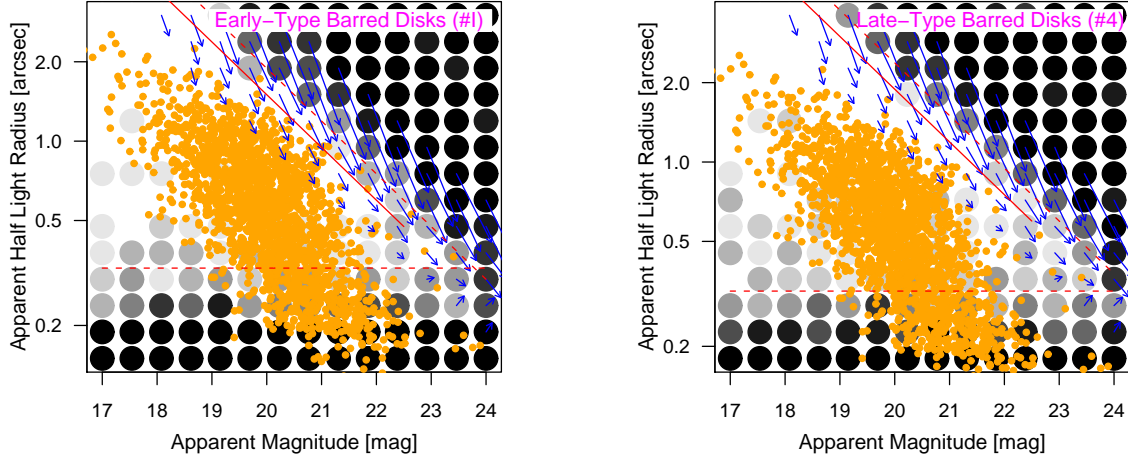 Early−Type Barred Disks (#I)
2.0
1.0
0.5
0.2
Apparent Half Light Radius [arcsec]
17 18 19 20 21 22 23 24
Apparent Magnitude [mag]
Late−Type Barred Disks (#4)
2.0
1.0
0.5
0.2
Apparent Half Light Radius [arcsec]
17 18 19 20 21 22 23 24
Apparent Magnitude [mag]